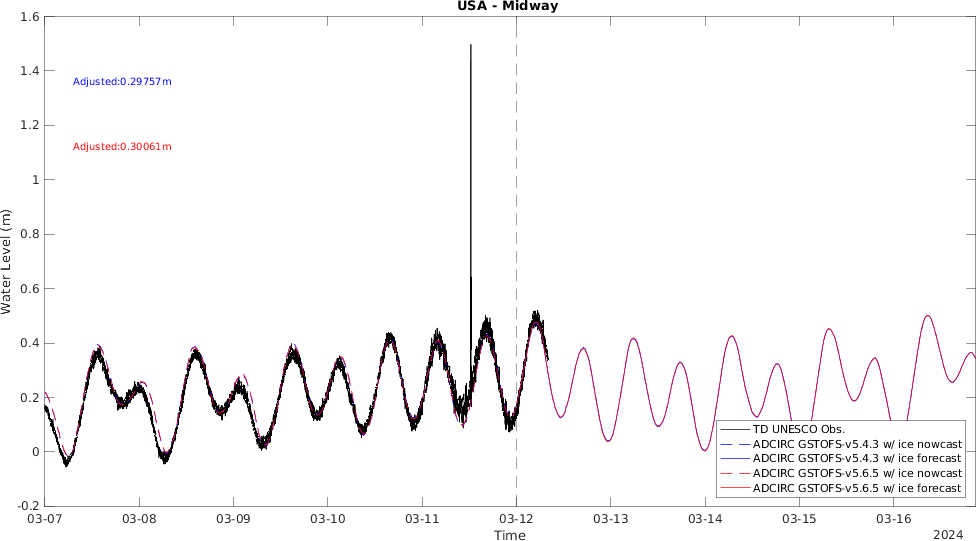 USA - Midway
1.6
1.4
1.2
1
0.8
0.6
0.4
0.2
0
-0.2
Water Level (m)
Adjusted:0.29757m
Adjusted:0.30061m
TD UNESCO Obs.
ADCIRC GSTOFS-v5.4.3 w/ ice nowcast
ADCIRC GSTOFS-v5.4.3 w/ ice forecast
ADCIRC GSTOFS-v5.6.5 w/ ice nowcast
ADCIRC GSTOFS-v5.6.5 w/ ice forecast
03-07 03-08 03-09 03-10 03-11 03-12 03-13 03-14 03-15 03-16
Time
2024